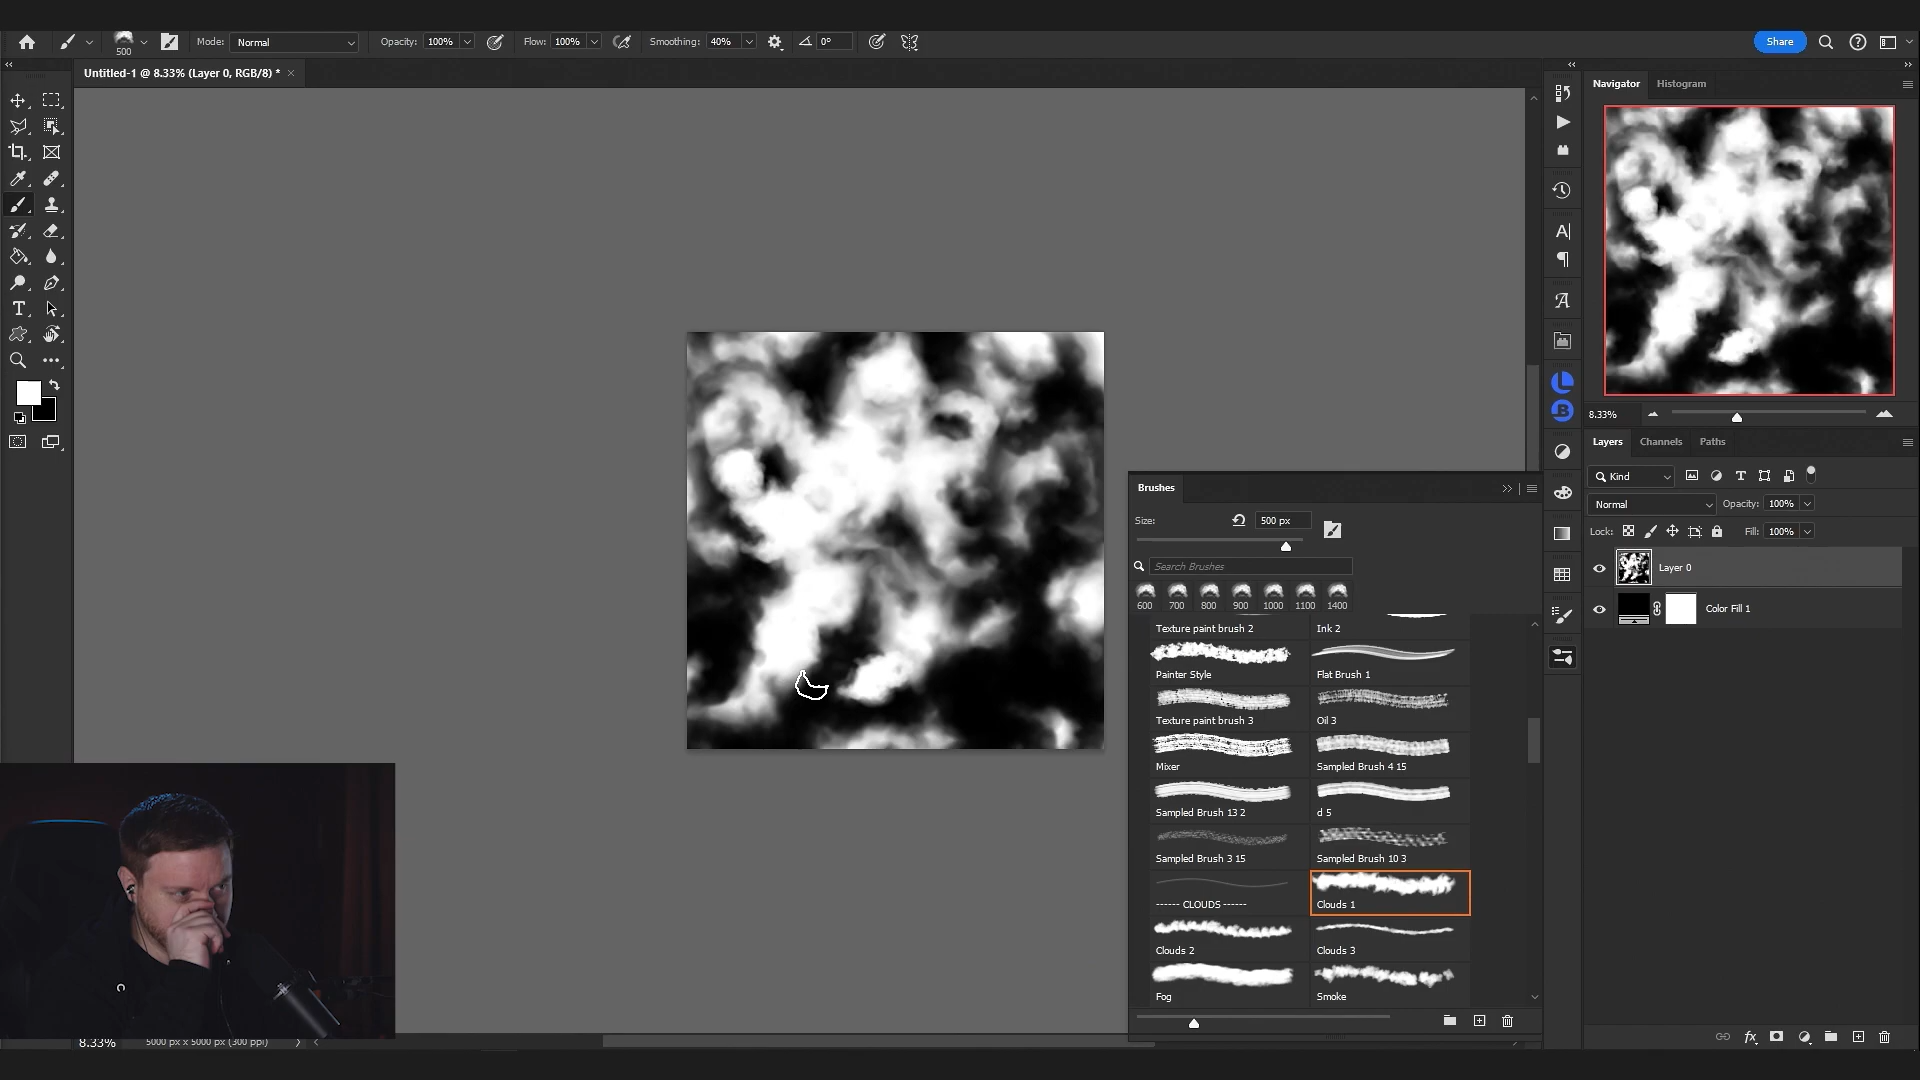 500
Mode:
Normal
Opacity:
100%
Flow:
100%
Smoothing:
40%
0°
Share
Untitled-1 @ 8.33% (Layer 0, RGB/8) *
Navigator
Histogram
8.33%
Layers
Channels
Paths
Kind
Normal
Opacity:
100%
Lock:
Fill:
100%
Layer 0
Color Fill 1
Brushes
Size:
500 px
Search Brushes
600
700
800
900
1000
1100
1400
Texture paint brush 2
Ink 2
Painter Style
Flat Brush 1
Texture paint brush 3
Oil 3
Mixer
Sampled Brush 4 15
Sampled Brush 13 2
d 5
Sampled Brush 3 15
Sampled Brush 10 3
------ CLOUDS ------
Clouds 1
Clouds 2
Clouds 3
Fog
Smoke
8.33%
5000 px x 5000 px (300 ppi)